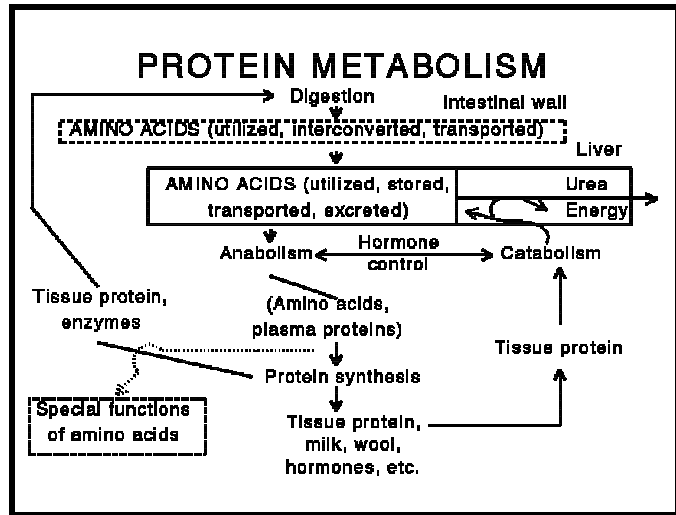 PROTEIN METABOLISM
Digestion
Intestinal wall
AMINO ACIDS (utilized, interconverted, transported)
Liver
AMINO ACIDS (utilized, stored,
transported, excreted)
Urea
Energy
Anabolism
Hormone
control
Catabolism
Tissue protein,
enzymes
(Amino acids,
plasma proteins)
Tissue protein
Protein synthesis
Special functions
of amino acids
Tissue protein,
milk, wool,
hormones, etc.